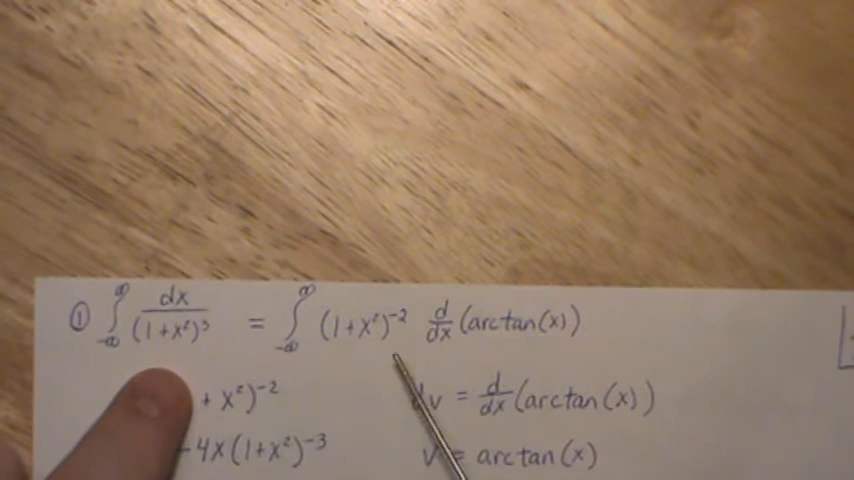 ① ∫_{-∞}^{∞} dx/(1+x²)³ = ∫_{-∞}^{∞} (1+x²)⁻² d/dx (arctan(x))
+ x²)⁻² dv = d/dx (arctan(x))
-4x(1+x²)⁻³ v = arctan(x)